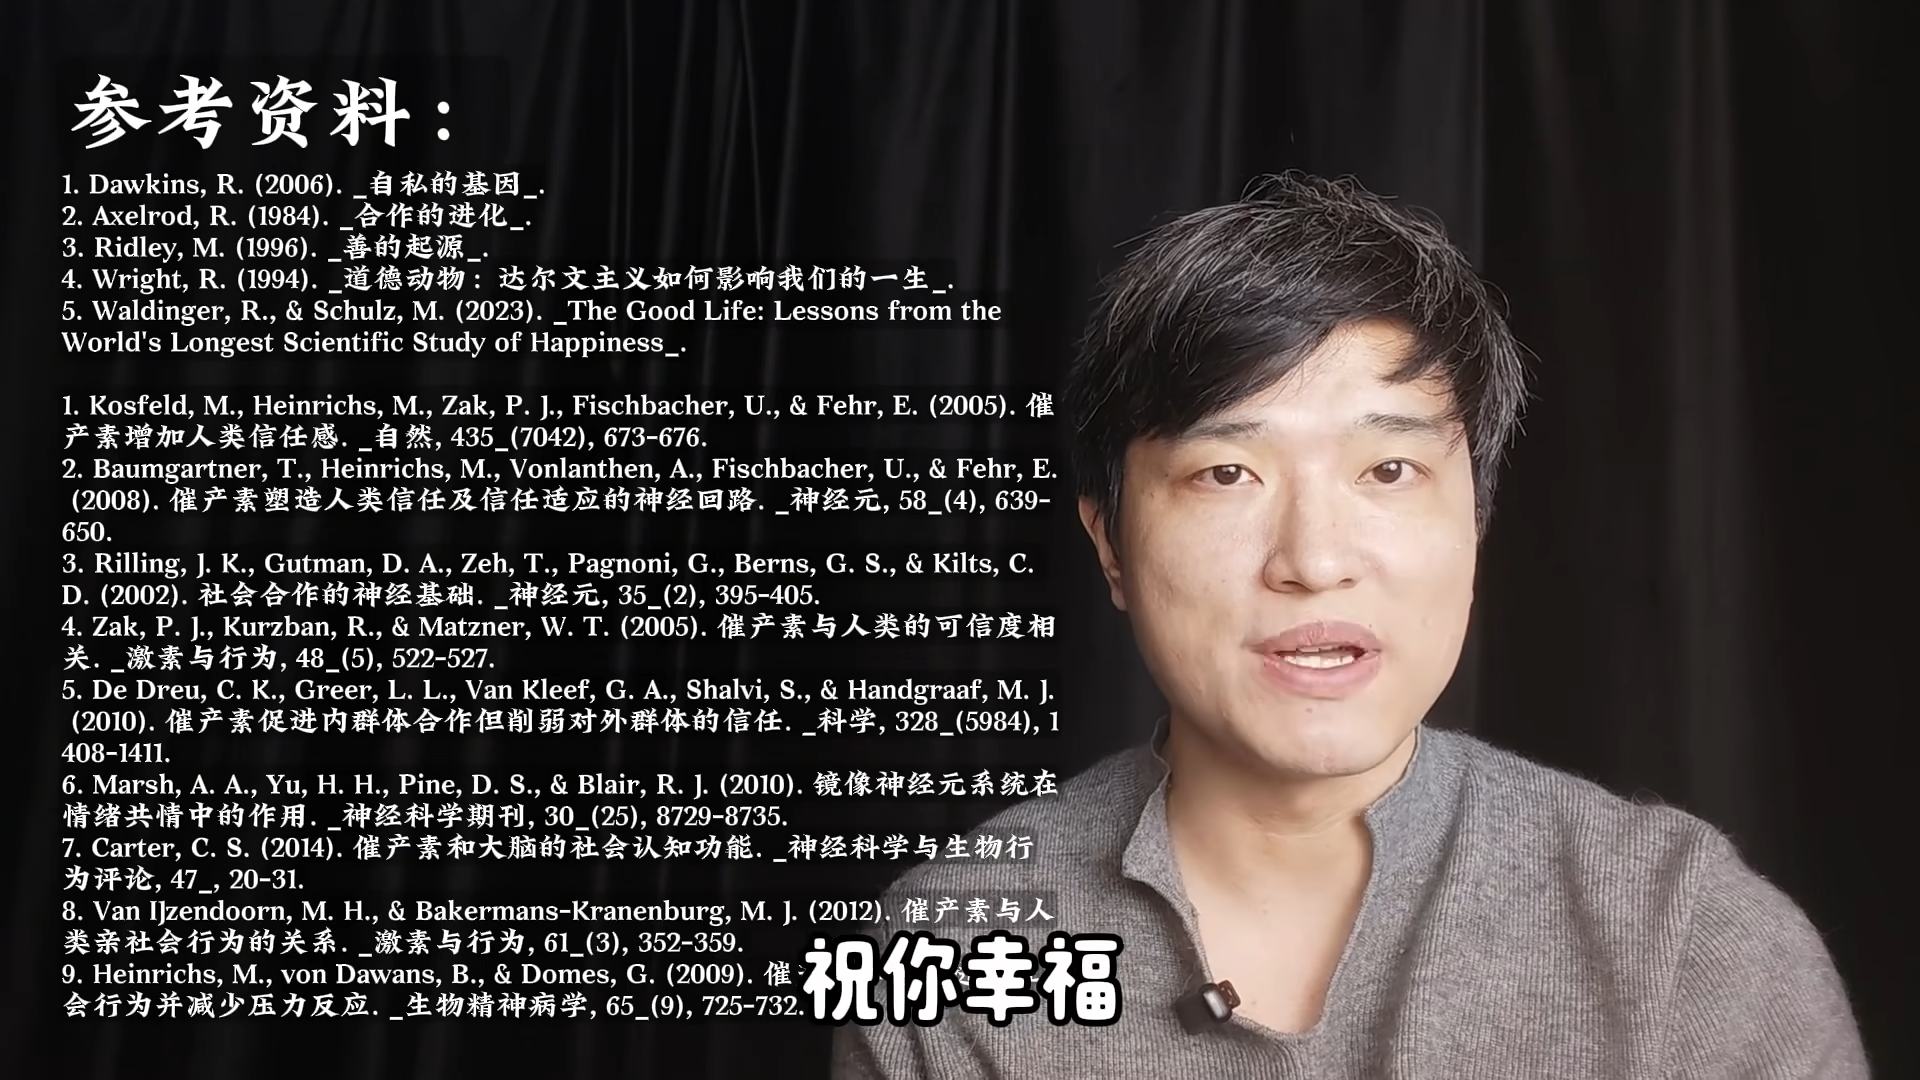 参考资料：
1. Dawkins, R. (2006). _自私的基因_.
2. Axelrod, R. (1984). _合作的进化_.
3. Ridley, M. (1996). _善的起源_.
4. Wright, R. (1994). _道德动物：达尔文主义如何影响我们的一生_.
5. Waldinger, R., & Schulz, M. (2023). _The Good Life: Lessons from the
World's Longest Scientific Study of Happiness_.
1. Kosfeld, M., Heinrichs, M., Zak, P. J., Fischbacher, U., & Fehr, E. (2005). 催
产素增加人类信任感. _自然, 435_(7042), 673-676.
2. Baumgartner, T., Heinrichs, M., Vonlanthen, A., Fischbacher, U., & Fehr, E.
(2008). 催产素塑造人类信任及信任适应的神经回路. _神经元, 58_(4), 639-
650.
3. Rilling, J. K., Gutman, D. A., Zeh, T., Pagnoni, G., Berns, G. S., & Kilts, C.
D. (2002). 社会合作的神经基础. _神经元, 35_(2), 395-405.
4. Zak, P. J., Kurzban, R., & Matzner, W. T. (2005). 催产素与人类的可信度相
关. _激素与行为, 48_(5), 522-527.
5. De Dreu, C. K., Greer, L. L., Van Kleef, G. A., Shalvi, S., & Handgraaf, M. J.
(2010). 催产素促进内群体合作但削弱对外群体的信任. _科学, 328_(5984), 1
408-1411.
6. Marsh, A. A., Yu, H. H., Pine, D. S., & Blair, R. J. (2010). 镜像神经元系统在
情绪共情中的作用. _神经科学期刊, 30_(25), 8729-8735.
7. Carter, C. S. (2014). 催产素和大脑的社会认知功能. _神经科学与生物行
为评论, 47_, 20-31.
8. Van IJzendoorn, M. H., & Bakermans-Kranenburg, M. J. (2012). 催产素与人
类亲社会行为的关系. _激素与行为, 61_(3), 352-359.
9. Heinrichs, M., von Dawans, B., & Domes, G. (2009). 催
会行为并减少压力反应. _生物精神病学, 65_(9), 725-732.
祝你幸福